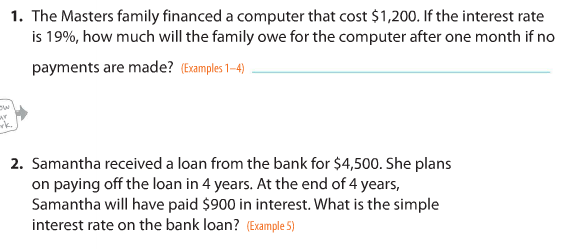 1. The Masters family financed a computer that cost $1,200. If the interest rate
is 19%, how much will the family owe for the computer after one month if no
payments are made? (Examples 1–4)
2. Samantha received a loan from the bank for $4,500. She plans
on paying off the loan in 4 years. At the end of 4 years,
Samantha will have paid $900 in interest. What is the simple
interest rate on the bank loan? (Example 5)